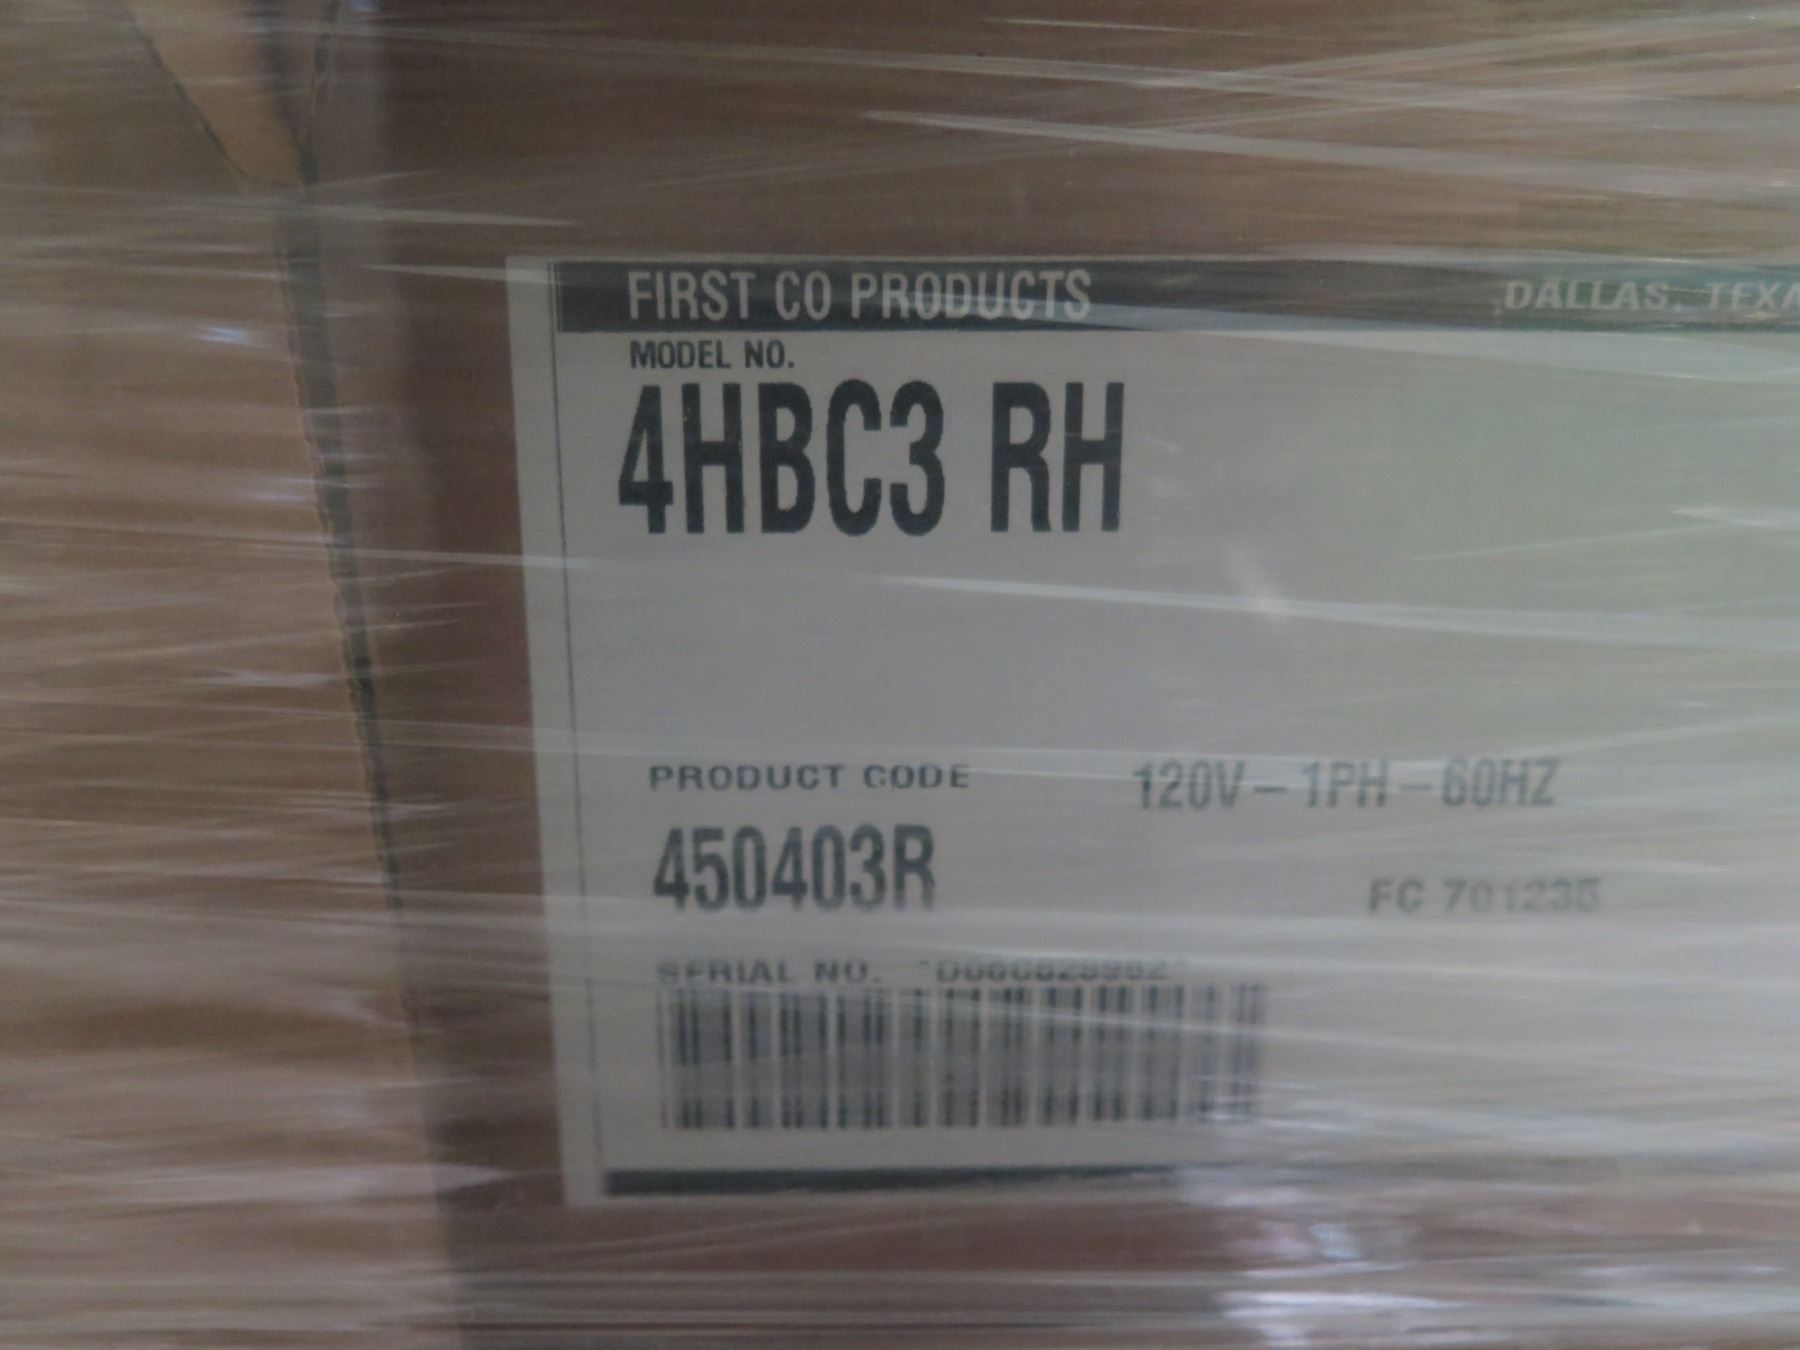 FIRST CO PRODUCTS DALLAS, TEXA
MODEL NO.
4HBC3 RH
PRODUCT CODE 120V - 1PH - 60HZ
450403R
FC 701235
SERIAL NO.